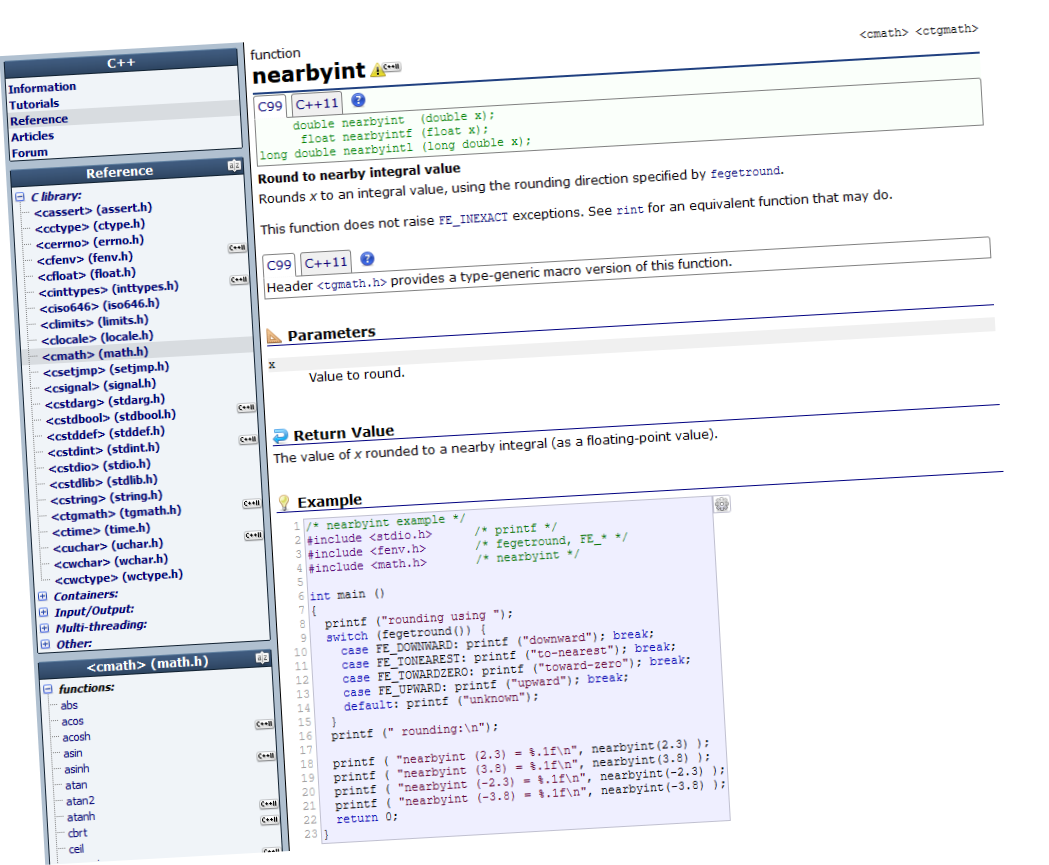 C++
Information
Tutorials
Reference
Articles
Forum
Reference
C library:
<cassert> (assert.h)
<cctype> (ctype.h)
<cerrno> (errno.h)
<cfenv> (fenv.h)
C++11
<cfloat> (float.h)
<cinttypes> (inttypes.h)
C++11
<ciso646> (iso646.h)
<climits> (limits.h)
<clocale> (locale.h)
<cmath> (math.h)
<csetjmp> (setjmp.h)
<csignal> (signal.h)
<cstdarg> (stdarg.h)
<cstdbool> (stdbool.h)
C++11
<cstddef> (stddef.h)
<cstdint> (stdint.h)
C++11
<cstdio> (stdio.h)
<cstdlib> (stdlib.h)
<cstring> (string.h)
<ctgmath> (tgmath.h)
C++11
<ctime> (time.h)
<cuchar> (uchar.h)
C++11
<cwchar> (wchar.h)
<cwctype> (wctype.h)
Containers:
Input/Output:
Multi-threading:
Other:
<cmath> (math.h)
functions:
abs
acos
acosh
C++11
asin
asinh
C++11
atan
atan2
atanh
C++11
cbrt
C++11
ceil
function
<cmath> <ctgmath>
nearbyint C++11
C99 C++11 ?
double nearbyint (double x);
float nearbyintf (float x);
long double nearbyintl (long double x);
Round to nearby integral value
Rounds x to an integral value, using the rounding direction specified by fegetround.
This function does not raise FE_INEXACT exceptions. See rint for an equivalent function that may do.
C99 C++11 ?
Header <tgmath.h> provides a type-generic macro version of this function.
Parameters
x
Value to round.
Return Value
The value of x rounded to a nearby integral (as a floating-point value).
Example
1 /* nearbyint example */
2 #include <stdio.h> /* printf */
3 #include <fenv.h> /* fegetround, FE_* */
4 #include <math.h> /* nearbyint */
5
6 int main ()
7 {
8 printf ("rounding using ");
9 switch (fegetround()) {
10 case FE_DOWNWARD: printf ("downward"); break;
11 case FE_TONEAREST: printf ("to-nearest"); break;
12 case FE_TOWARDZERO: printf ("toward-zero"); break;
13 case FE_UPWARD: printf ("upward"); break;
14 default: printf ("unknown");
15 }
16 printf (" rounding:\n");
17
18 printf ( "nearbyint (2.3) = %.1f\n", nearbyint(2.3) );
19 printf ( "nearbyint (3.8) = %.1f\n", nearbyint(3.8) );
20 printf ( "nearbyint (-2.3) = %.1f\n", nearbyint(-2.3) );
21 printf ( "nearbyint (-3.8) = %.1f\n", nearbyint(-3.8) );
22 return 0;
23 }